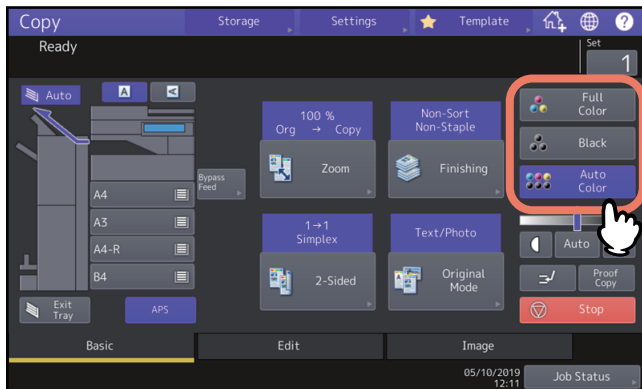 Copy
Storage
Settings
Template
?
Ready
Set
1
Auto
A
A
100 %
Org → Copy
Non-Sort
Non-Staple
Full
Color
Zoom
Finishing
Black
Bypass
Feed
Auto
Color
A4
A3
A4-R
B4
1→1
Simplex
Text/Photo
Auto
2-Sided
Original
Mode
Proof
Copy
Exit
Tray
APS
Stop
Basic
Edit
Image
05/10/2019
12:11
Job Status